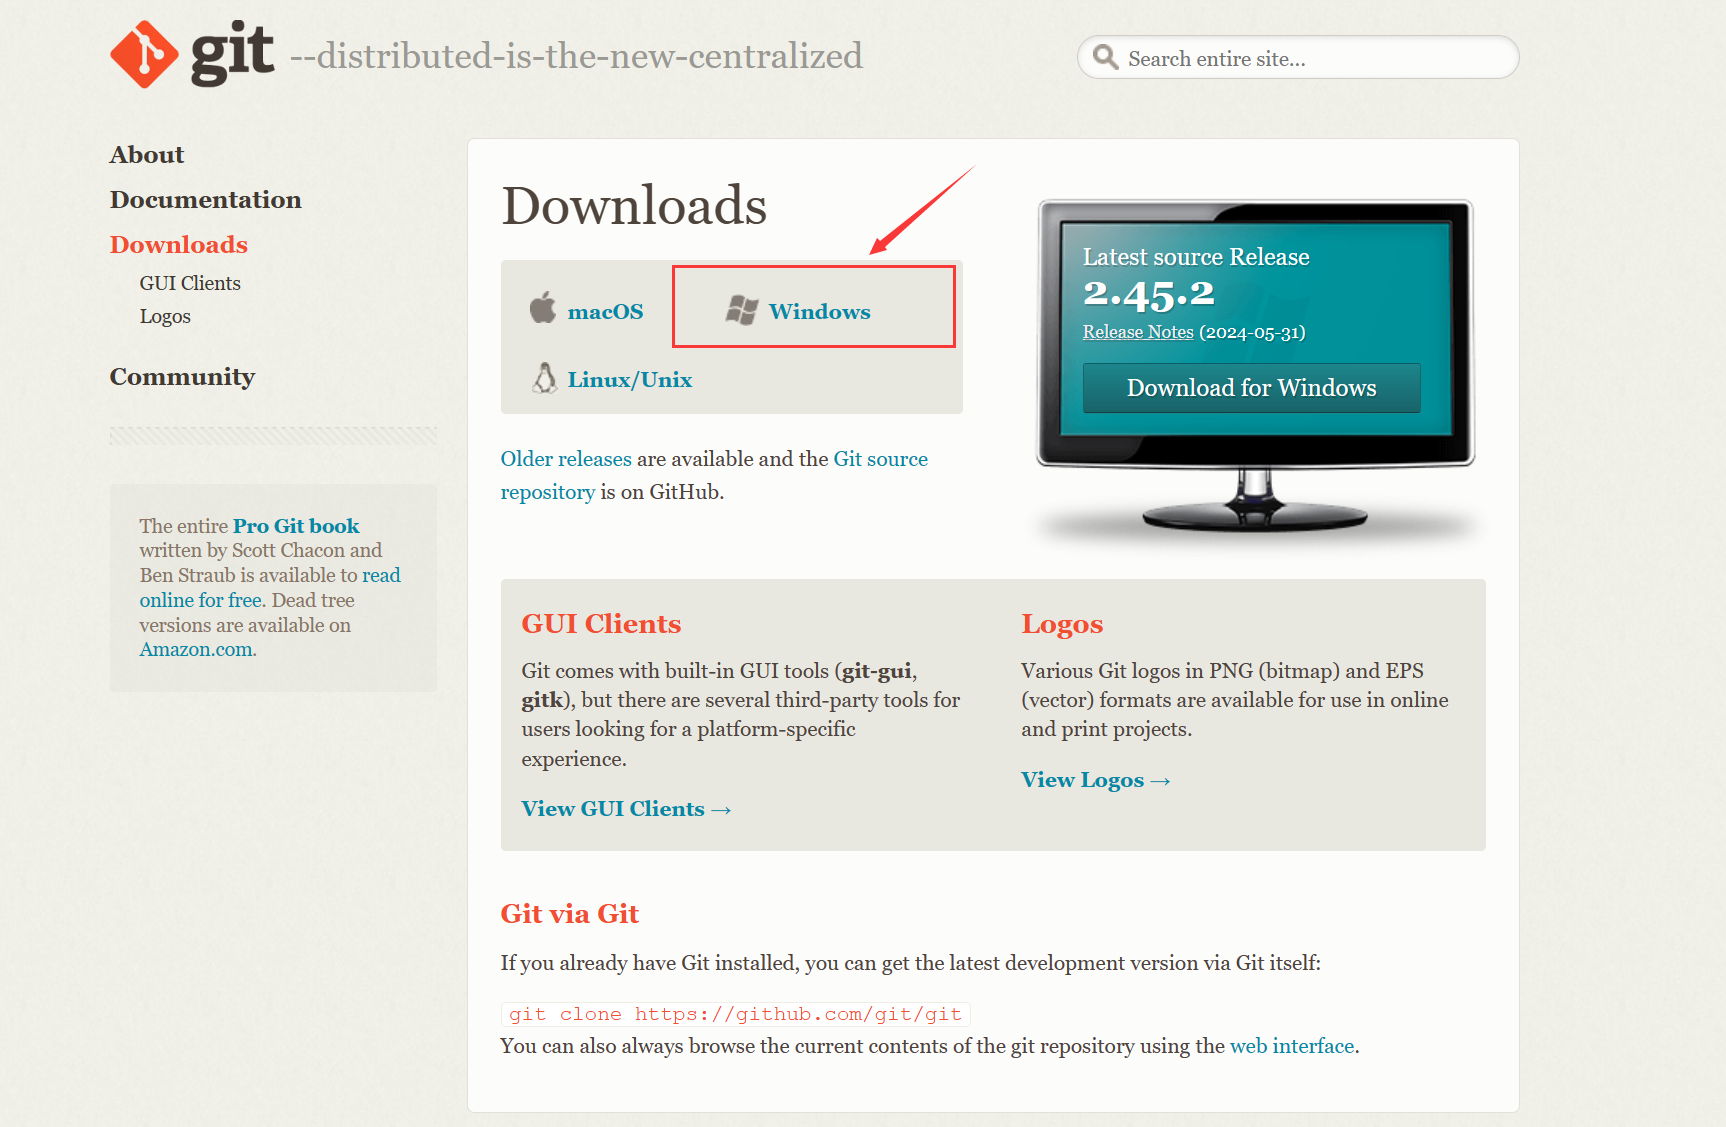 git --distributed-is-the-new-centralized
Search entire site...
About
Documentation
Downloads
GUI Clients
Logos
Community
The entire Pro Git book
written by Scott Chacon and
Ben Straub is available to read
online for free. Dead tree
versions are available on
Amazon.com.
Downloads
macOS
Windows
Linux/Unix
Older releases are available and the Git source
repository is on GitHub.
Latest source Release
2.45.2
Release Notes (2024-05-31)
Download for Windows
GUI Clients
Git comes with built-in GUI tools (git-gui,
gitk), but there are several third-party tools for
users looking for a platform-specific
experience.
View GUI Clients →
Logos
Various Git logos in PNG (bitmap) and EPS
(vector) formats are available for use in online
and print projects.
View Logos →
Git via Git
If you already have Git installed, you can get the latest development version via Git itself:
git clone https://github.com/git/git
You can also always browse the current contents of the git repository using the web interface.